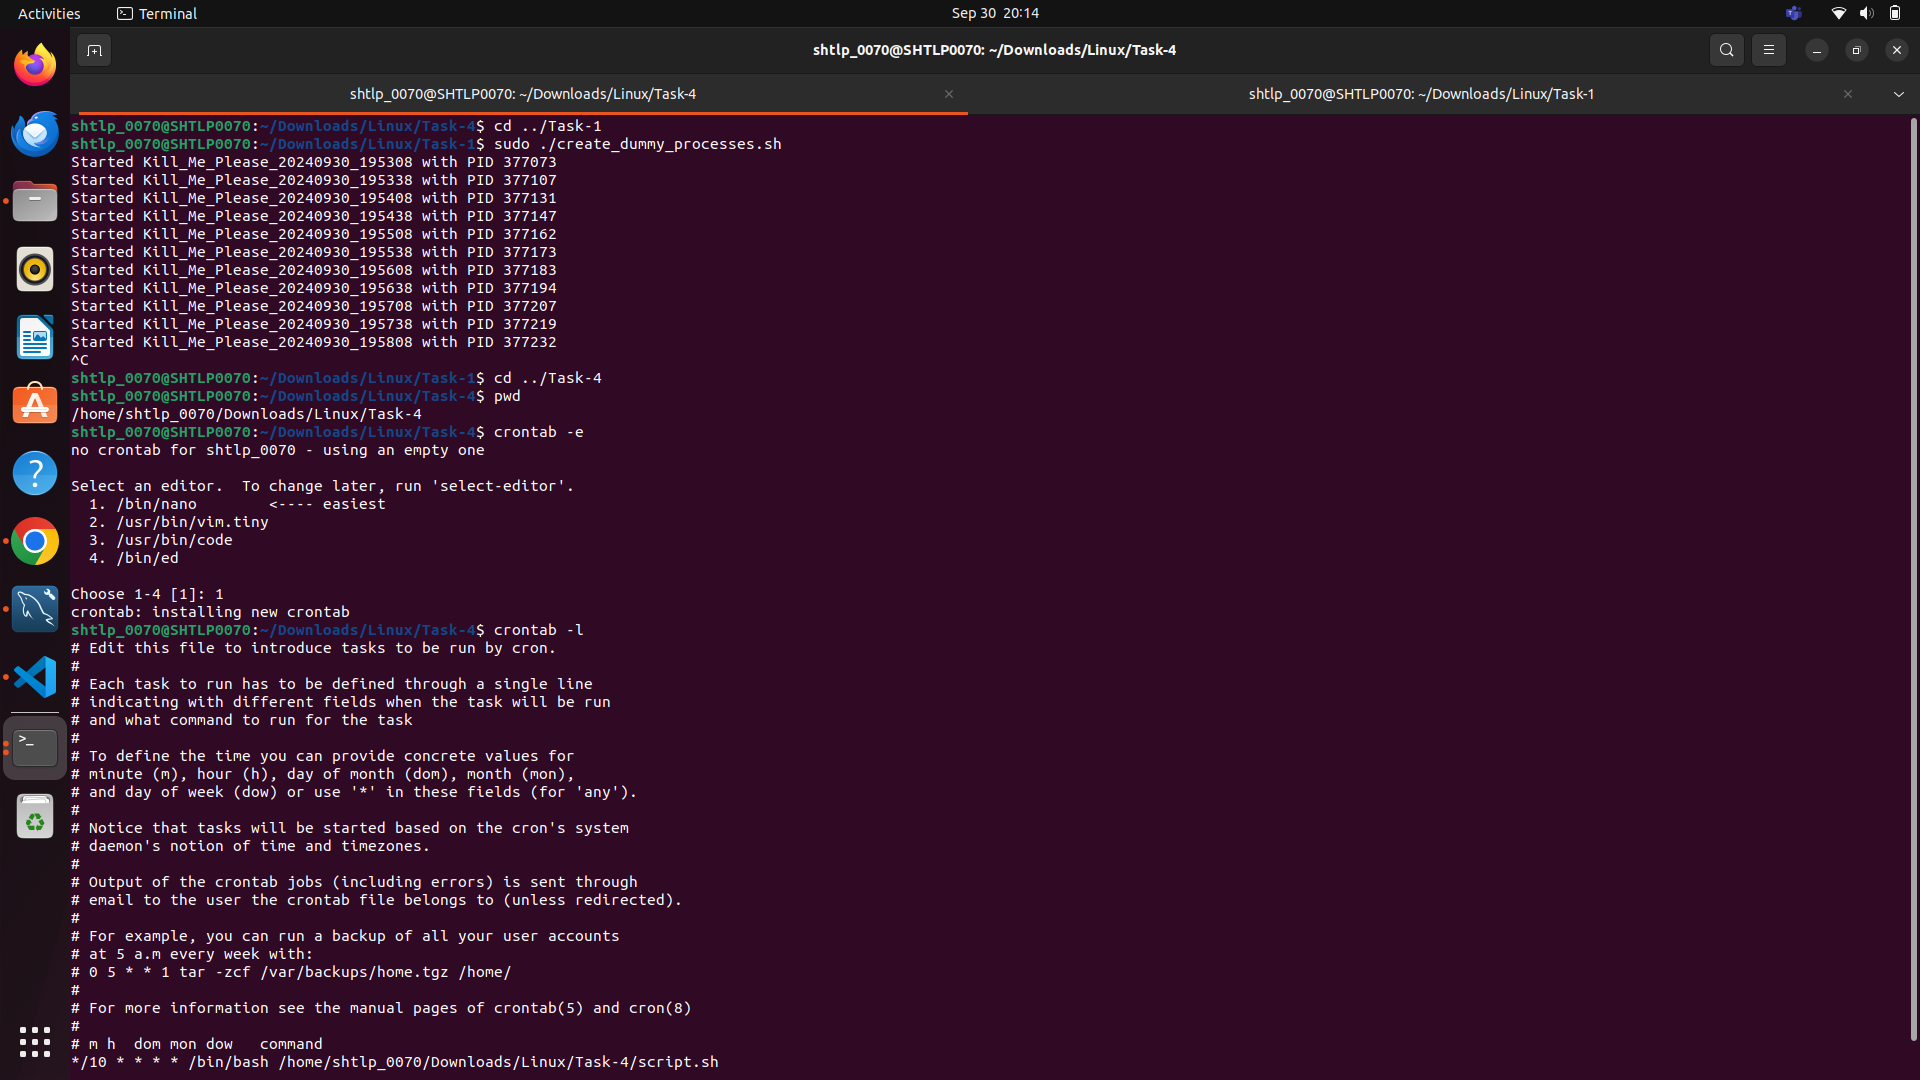 Activities
Terminal
Sep 30  20:14
shtlp_0070@SHTLP0070: ~/Downloads/Linux/Task-4
shtlp_0070@SHTLP0070: ~/Downloads/Linux/Task-4
shtlp_0070@SHTLP0070: ~/Downloads/Linux/Task-1
shtlp_0070@SHTLP0070:~/Downloads/Linux/Task-4$ cd ../Task-1
shtlp_0070@SHTLP0070:~/Downloads/Linux/Task-1$ sudo ./create_dummy_processes.sh
Started Kill_Me_Please_20240930_195308 with PID 377073
Started Kill_Me_Please_20240930_195338 with PID 377107
Started Kill_Me_Please_20240930_195408 with PID 377131
Started Kill_Me_Please_20240930_195438 with PID 377147
Started Kill_Me_Please_20240930_195508 with PID 377162
Started Kill_Me_Please_20240930_195538 with PID 377173
Started Kill_Me_Please_20240930_195608 with PID 377183
Started Kill_Me_Please_20240930_195638 with PID 377194
Started Kill_Me_Please_20240930_195708 with PID 377207
Started Kill_Me_Please_20240930_195738 with PID 377219
Started Kill_Me_Please_20240930_195808 with PID 377232
^C
shtlp_0070@SHTLP0070:~/Downloads/Linux/Task-1$ cd ../Task-4
shtlp_0070@SHTLP0070:~/Downloads/Linux/Task-4$ pwd
/home/shtlp_0070/Downloads/Linux/Task-4
shtlp_0070@SHTLP0070:~/Downloads/Linux/Task-4$ crontab -e
no crontab for shtlp_0070 - using an empty one

Select an editor.  To change later, run 'select-editor'.
  1. /bin/nano        <---- easiest
  2. /usr/bin/vim.tiny
  3. /usr/bin/code
  4. /bin/ed

Choose 1-4 [1]: 1
crontab: installing new crontab
shtlp_0070@SHTLP0070:~/Downloads/Linux/Task-4$ crontab -l
# Edit this file to introduce tasks to be run by cron.
#
# Each task to run has to be defined through a single line
# indicating with different fields when the task will be run
# and what command to run for the task
#
# To define the time you can provide concrete values for
# minute (m), hour (h), day of month (dom), month (mon),
# and day of week (dow) or use '*' in these fields (for 'any').
#
# Notice that tasks will be started based on the cron's system
# daemon's notion of time and timezones.
#
# Output of the crontab jobs (including errors) is sent through
# email to the user the crontab file belongs to (unless redirected).
#
# For example, you can run a backup of all your user accounts
# at 5 a.m every week with:
# 0 5 * * 1 tar -zcf /var/backups/home.tgz /home/
#
# For more information see the manual pages of crontab(5) and cron(8)
#
# m h  dom mon dow   command
*/10 * * * * /bin/bash /home/shtlp_0070/Downloads/Linux/Task-4/script.sh